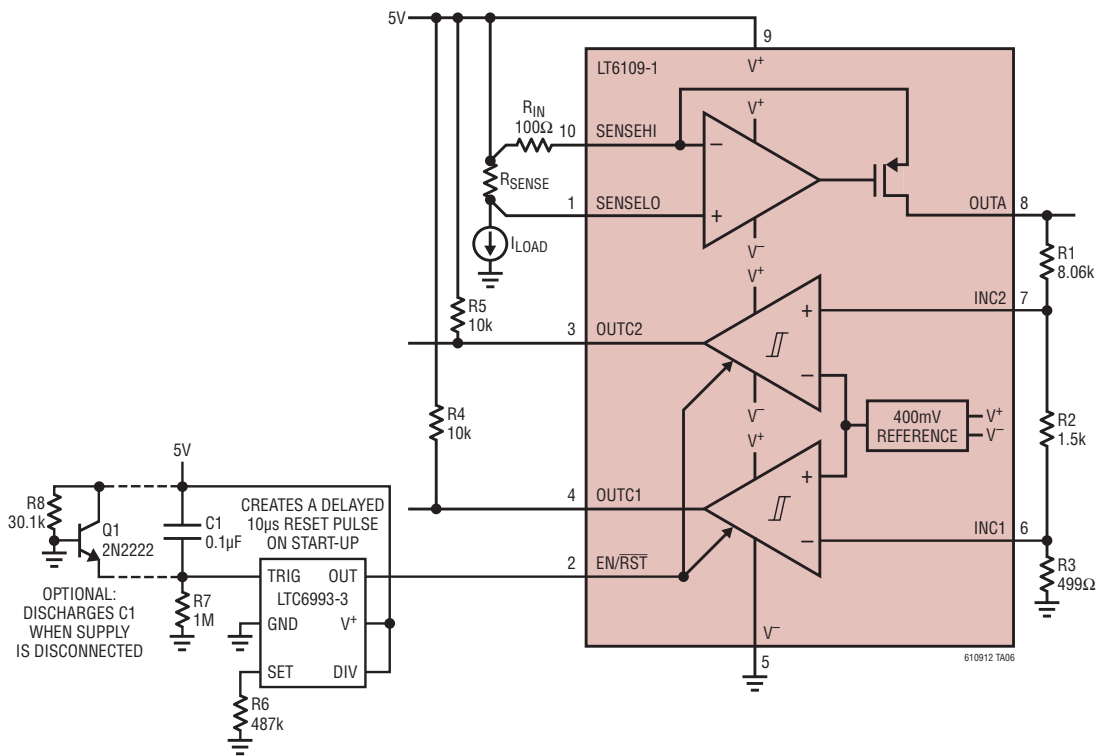 5V
9
LT6109-1
V+
RIN
100Ω
10
SENSEHI
V+
−
RSENSE
1
SENSELO
+
V−
ILOAD
OUTA
8
R1
8.06k
V+
INC2
7
R5
10k
3
OUTC2
+
−
V−
400mV
REFERENCE
V+
V−
R2
1.5k
R4
10k
V+
4
OUTC1
+
−
INC1
6
R3
499Ω
5V
R8
30.1k
Q1
2N2222
C1
0.1µF
CREATES A DELAYED
10µs RESET PULSE
ON START-UP
2
EN/RST
OPTIONAL:
DISCHARGES C1
WHEN SUPPLY
IS DISCONNECTED
R7
1M
TRIG
OUT
LTC6993-3
GND
V+
SET
DIV
R6
487k
V−
5
610912 TA06